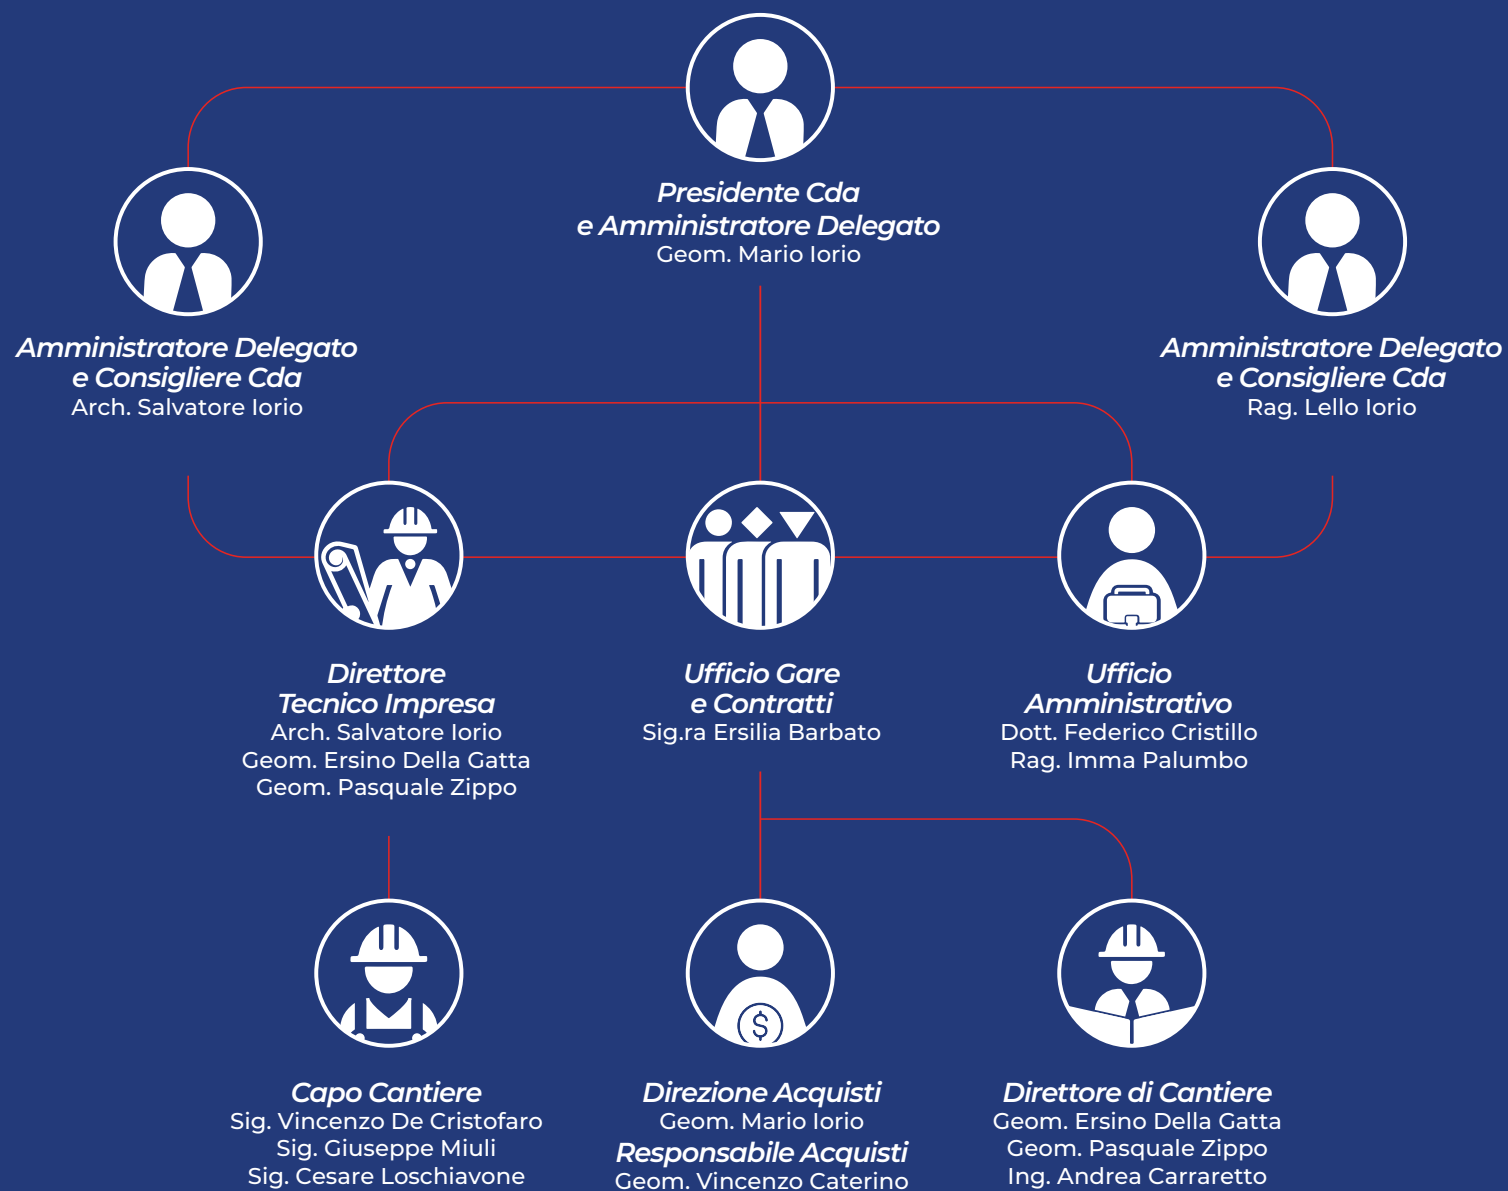 Presidente Cda
e Amministratore Delegato
Geom. Mario Iorio
Amministratore Delegato
e Consigliere Cda
Arch. Salvatore Iorio
Amministratore Delegato
e Consigliere Cda
Rag. Lello Iorio
Direttore
Tecnico Impresa
Arch. Salvatore Iorio
Geom. Ersino Della Gatta
Geom. Pasquale Zippo
Ufficio Gare
e Contratti
Sig.ra Ersilia Barbato
Ufficio
Amministrativo
Dott. Federico Cristillo
Rag. Imma Palumbo
Capo Cantiere
Sig. Vincenzo De Cristofaro
Sig. Giuseppe Miuli
Sig. Cesare Loschiavone
$
Direzione Acquisti
Geom. Mario Iorio
Responsabile Acquisti
Geom. Vincenzo Caterino
Direttore di Cantiere
Geom. Ersino Della Gatta
Geom. Pasquale Zippo
Ing. Andrea Carraretto